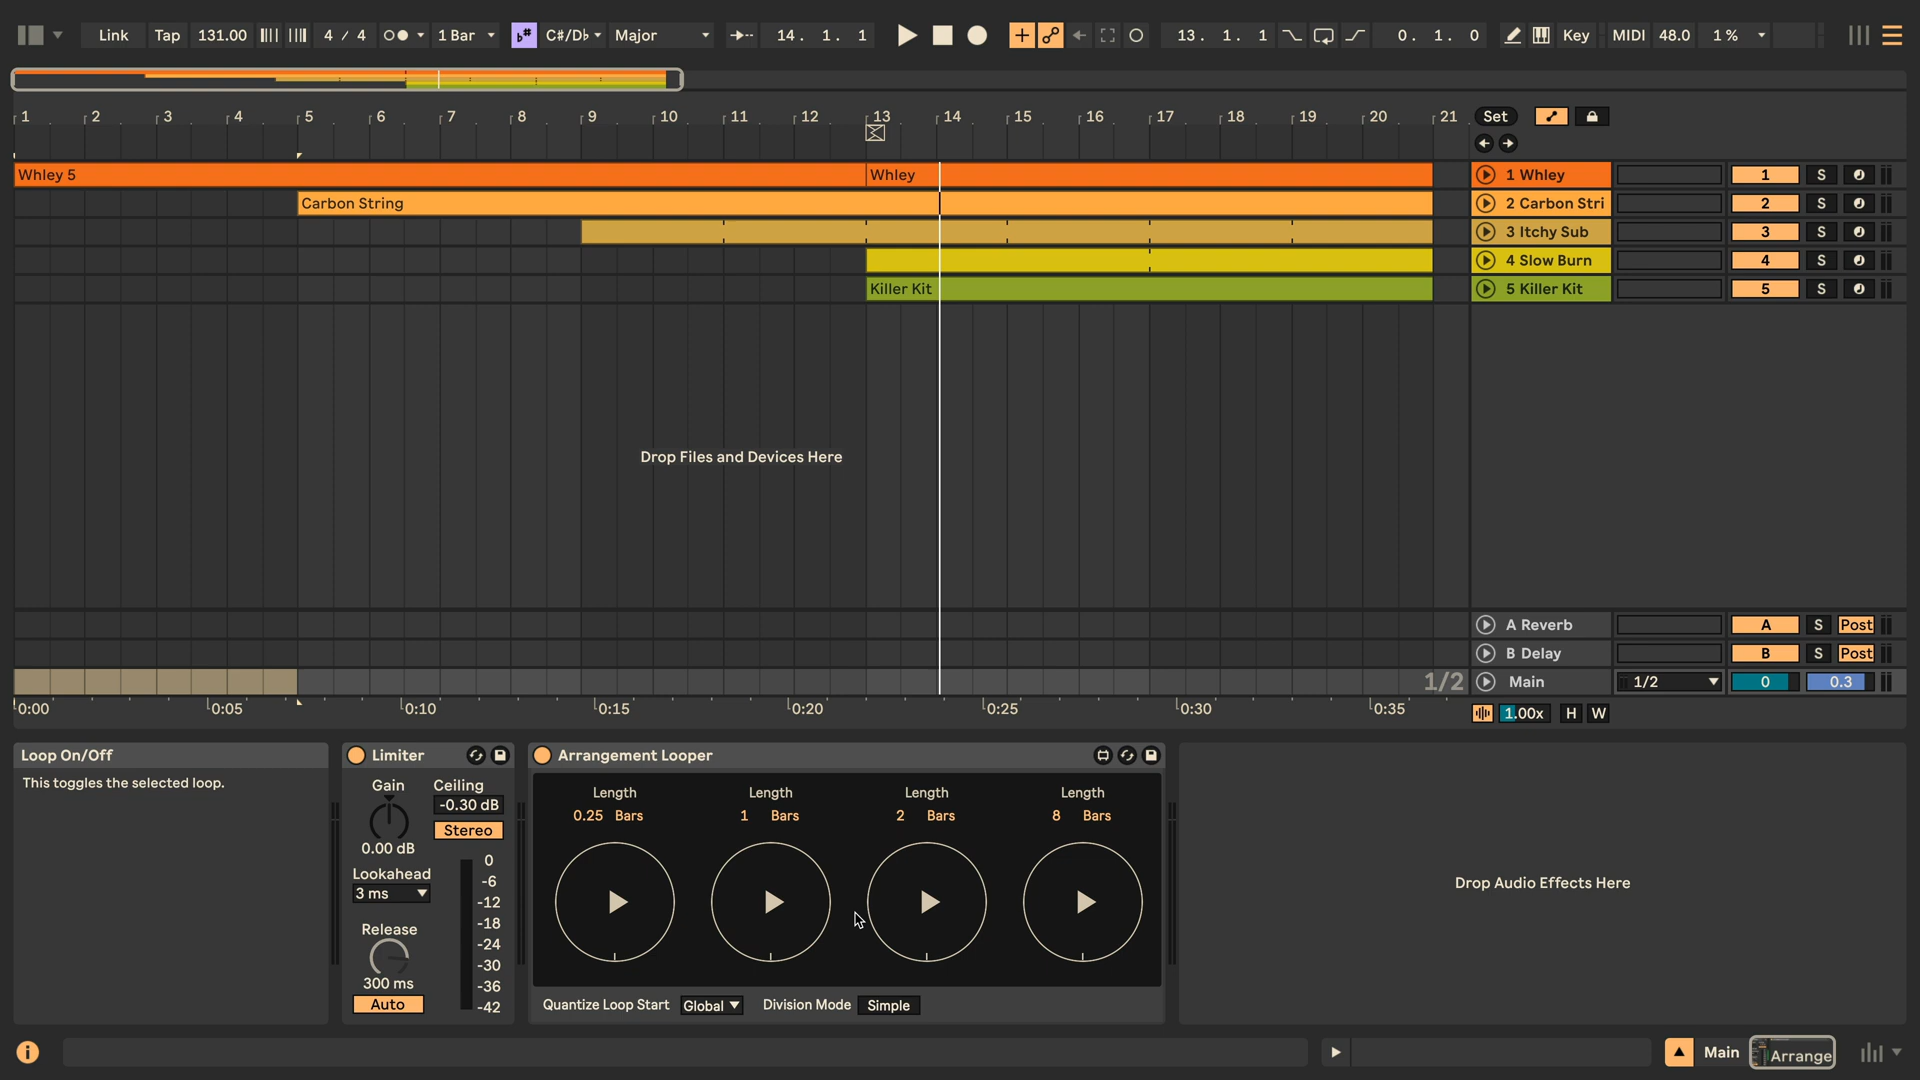 Link Tap 131.00 4 / 4 1 Bar C#/D♭ Major 14. 1. 1 13. 1. 1 0. 1. 0 Key MIDI 48.0 1 %
1 2 3 4 5 6 7 8 9 10 11 12 13 14 15 16 17 18 19 20 21 Set
Whley 5 Whley 1 Whley 1 S
Carbon String 2 Carbon Stri 2 S
3 Itchy Sub 3 S
4 Slow Burn 4 S
Killer Kit 5 Killer Kit 5 S
Drop Files and Devices Here
A Reverb A S Post
B Delay B S Post
1/2 Main 1/2 0 0.3
0:00 0:05 0:10 0:15 0:20 0:25 0:30 0:35 1.00x H W
Loop On/Off
This toggles the selected loop.
Limiter
Gain
0.00 dB
Lookahead
3 ms
Release
300 ms
Auto
Ceiling
-0.30 dB
Stereo
0
-6
-12
-18
-24
-30
-36
-42
Arrangement Looper
Length Length Length Length
0.25 Bars 1 Bars 2 Bars 8 Bars
Quantize Loop Start Global Division Mode Simple
Drop Audio Effects Here
Main Arrange